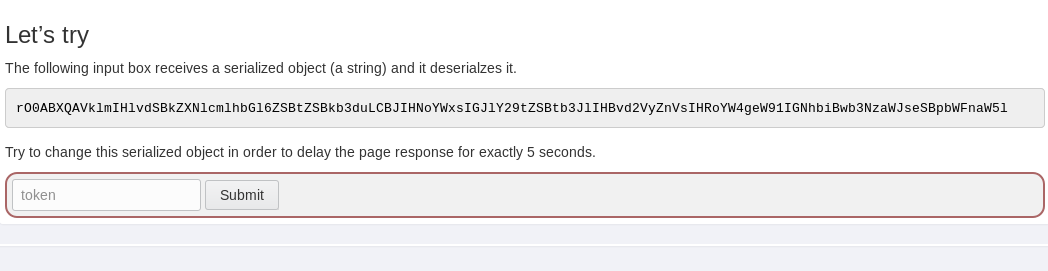 Let's try
The following input box receives a serialized object (a string) and it deserialzes it.
rO0ABXQAVklmIHlvdSBkZXNlcmlhbGl6ZSBtZSBkb3duLCBJIHNoYWxsIGJlY29tZSBtb3JlIHBvd2VyZnVsIHRoYW4geW91IGNhbiBwb3NzaWJseSBpbWFnaW5l
Try to change this serialized object in order to delay the page response for exactly 5 seconds.
token Submit